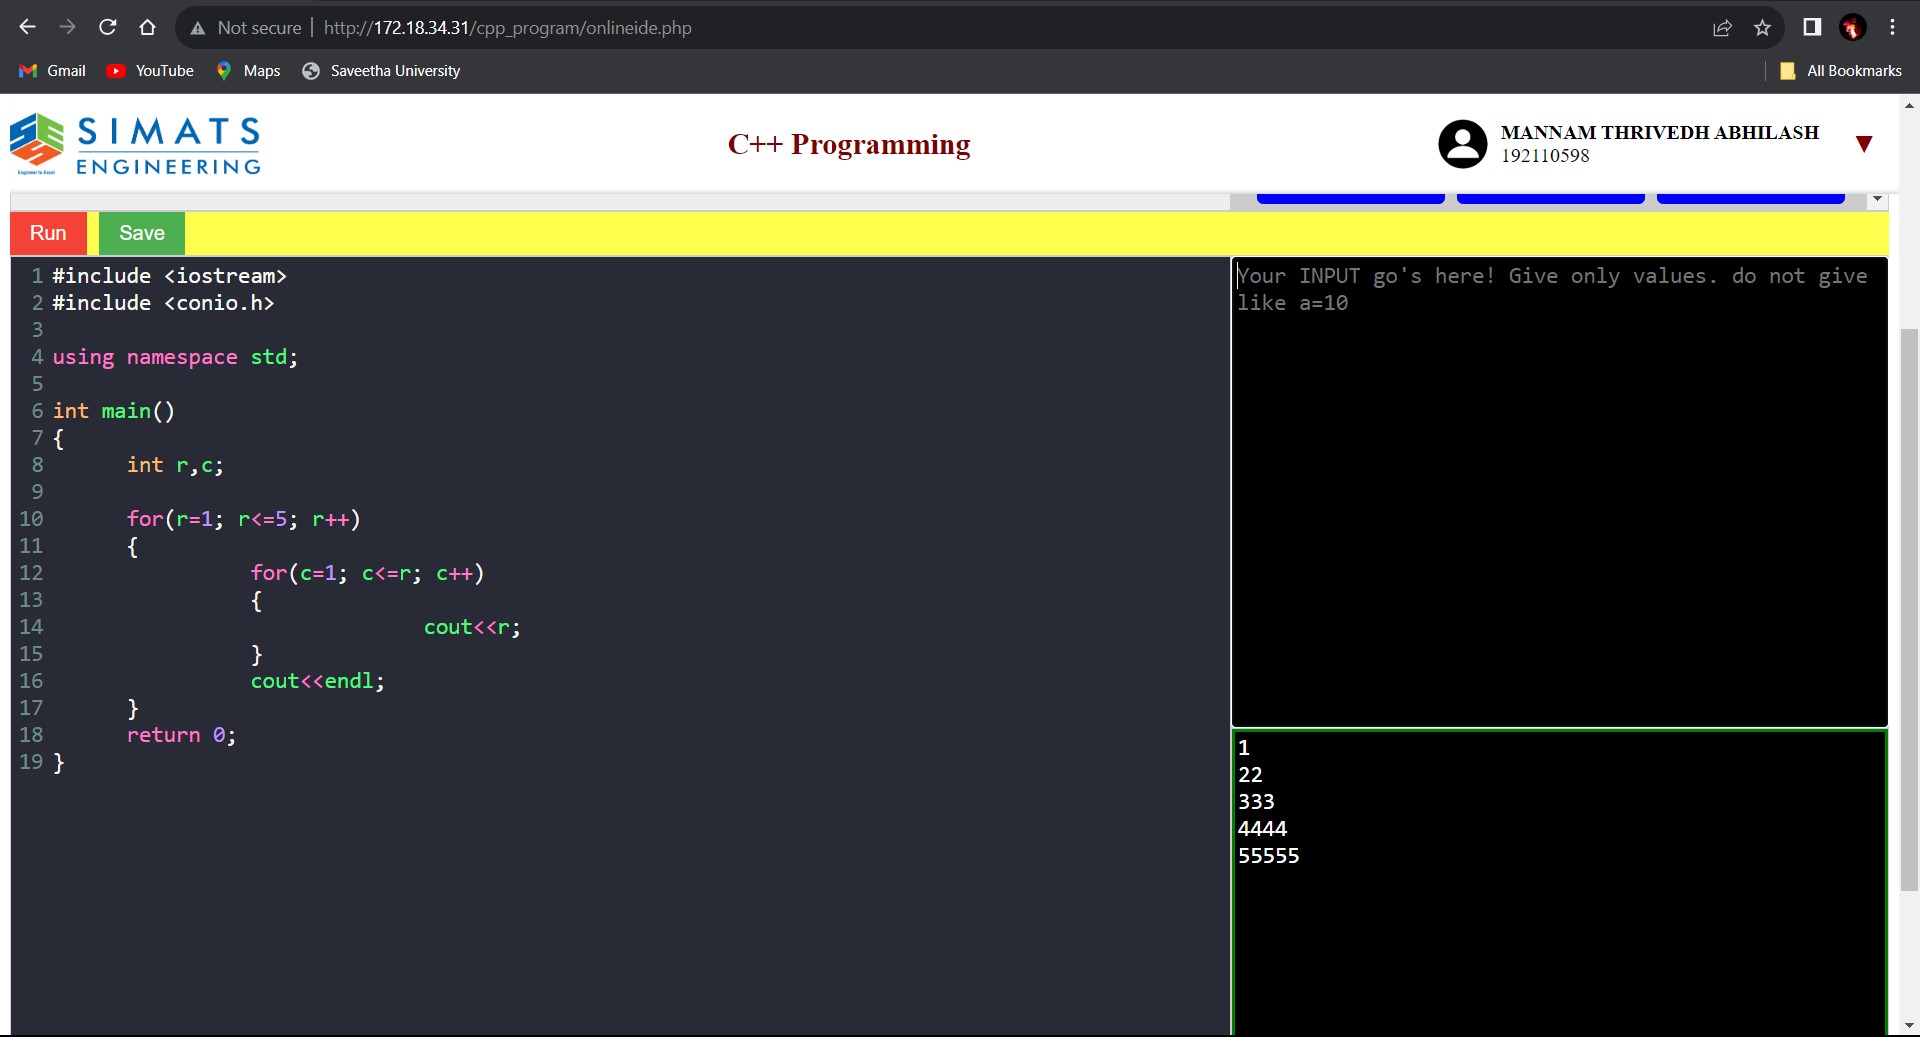 Not secure | http://172.18.34.31/cpp_program/onlineide.php
Gmail YouTube Maps Saveetha University All Bookmarks
SIMATS
ENGINEERING
Engineer to Excel
C++ Programming
MANNAM THRIVEDH ABHILASH
192110598
Run Save
1 #include <iostream>
2 #include <conio.h>
3
4 using namespace std;
5
6 int main()
7 {
8 int r,c;
9
10 for(r=1; r<=5; r++)
11 {
12 for(c=1; c<=r; c++)
13 {
14 cout<<r;
15 }
16 cout<<endl;
17 }
18 return 0;
19 }
Your INPUT go's here! Give only values. do not give
like a=10
1
22
333
4444
55555